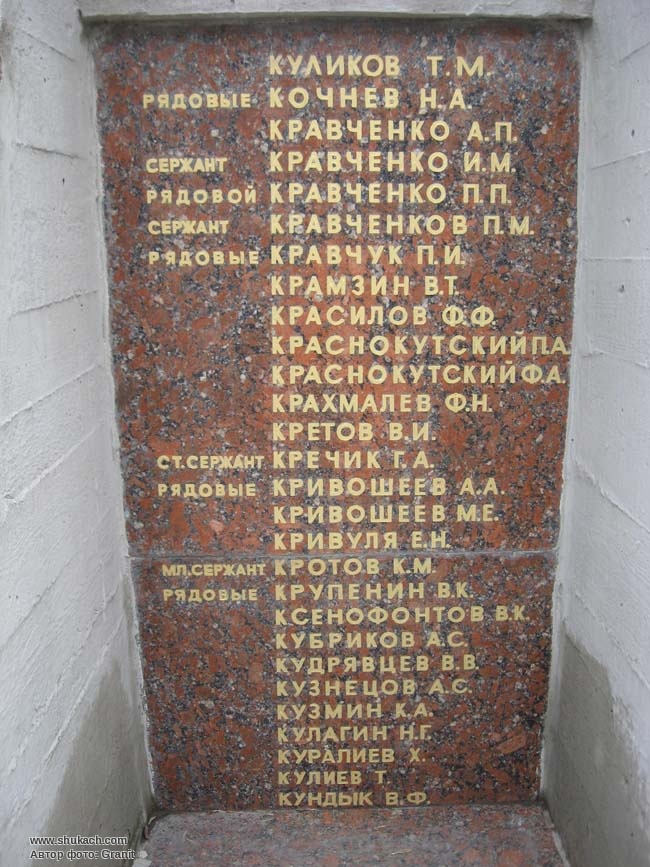 КУЛИКОВ Т.М.
РЯДОВЫЕ КОЧНЕВ Н.А.
КРАВЧЕНКО А.П.
СЕРЖАНТ КРАВЧЕНКО И.М.
РЯДОВОЙ КРАВЧЕНКО П.П.
СЕРЖАНТ КРАВЧЕНКОВ П.М.
РЯДОВЫЕ КРАВЧУК П.И.
КРАМЗИН В.Т.
КРАСИЛОВ Ф.Ф.
КРАСНОКУТСКИЙ П.А.
КРАСНОКУТСКИЙ Ф.А.
КРАХМАЛЕВ Ф.Н.
КРЕТОВ В.И.
СТ.СЕРЖАНТ КРЕЧИК Г.А.
РЯДОВЫЕ КРИВОШЕЕВ А.А.
КРИВОШЕЕВ М.Е.
КРИВУЛЯ Е.Н.
МЛ.СЕРЖАНТ КРОТОВ К.М.
РЯДОВЫЕ КРУПЕНИН В.К.
КСЕНОФОНТОВ В.К.
КУБРИКОВ А.С.
КУДРЯВЦЕВ В.В.
КУЗНЕЦОВ А.С.
КУЗМИН К.А.
КУЛАГИН Н.Г.
КУРАЛИЕВ Х.
КУЛИЕВ Т.
КУНДЫК В.Ф.
www.shukach.com
Автор фото: Granit